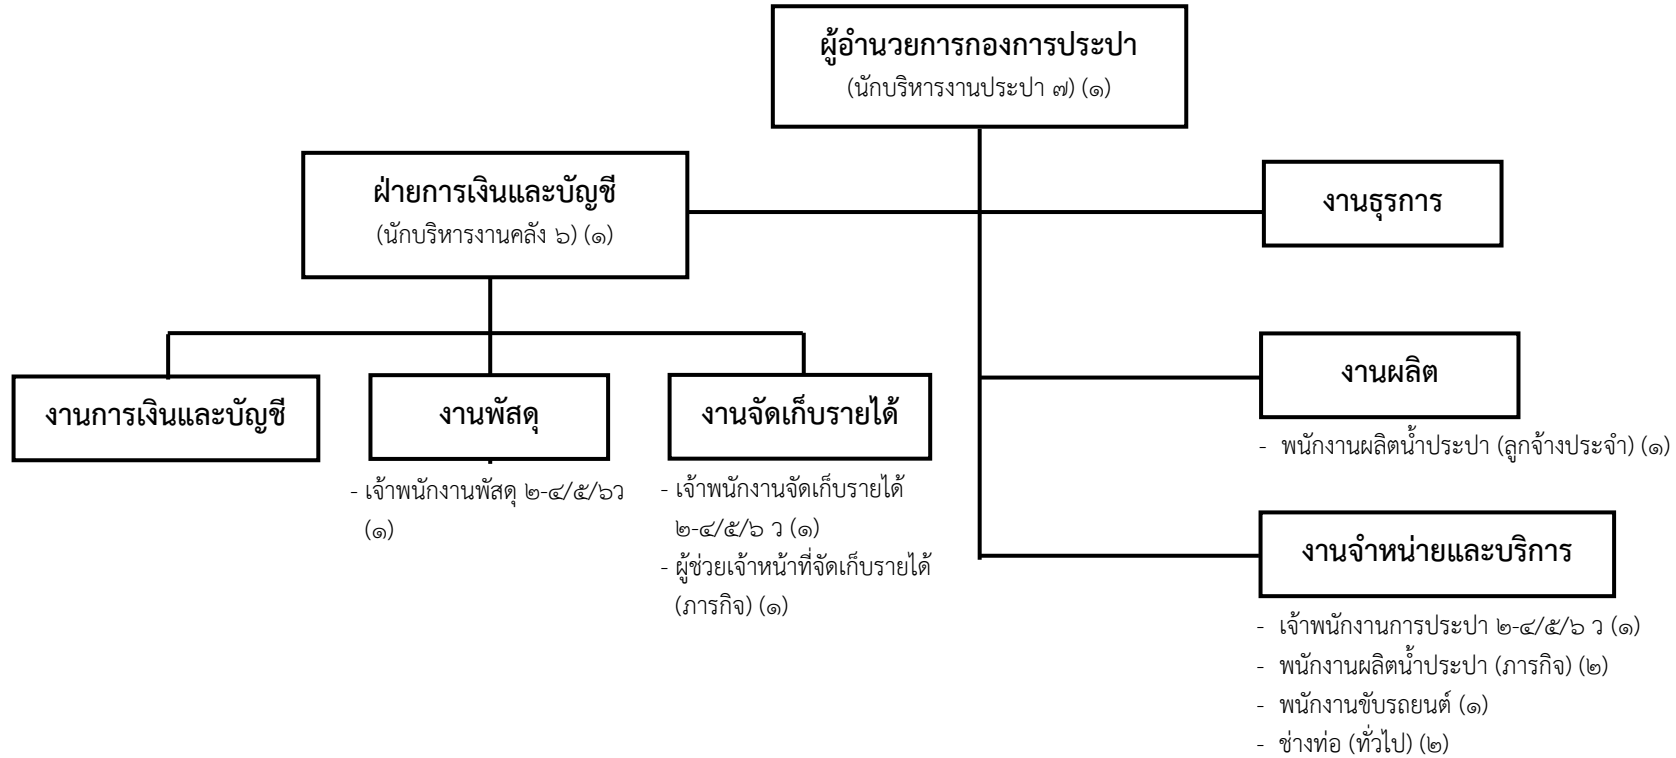 ผู้อำนวยการกองการประปา
(นักบริหารงานประปา ๗) (๑)
ฝ่ายการเงินและบัญชี
(นักบริหารงานคลัง ๖) (๑)
งานธุรการ
งานการเงินและบัญชี
งานพัสดุ
- เจ้าพนักงานพัสดุ ๒-๔/๕/๖ว
(๑)
งานจัดเก็บรายได้
- เจ้าพนักงานจัดเก็บรายได้
๒-๔/๕/๖ ว (๑)
- ผู้ช่วยเจ้าหน้าที่จัดเก็บรายได้
(ภารกิจ) (๑)
งานผลิต
- พนักงานผลิตน้ำประปา (ลูกจ้างประจำ) (๑)
งานจำหน่ายและบริการ
- เจ้าพนักงานการประปา ๒-๔/๕/๖ ว (๑)
- พนักงานผลิตน้ำประปา (ภารกิจ) (๒)
- พนักงานขับรถยนต์ (๑)
- ช่างท่อ (ทั่วไป) (๒)